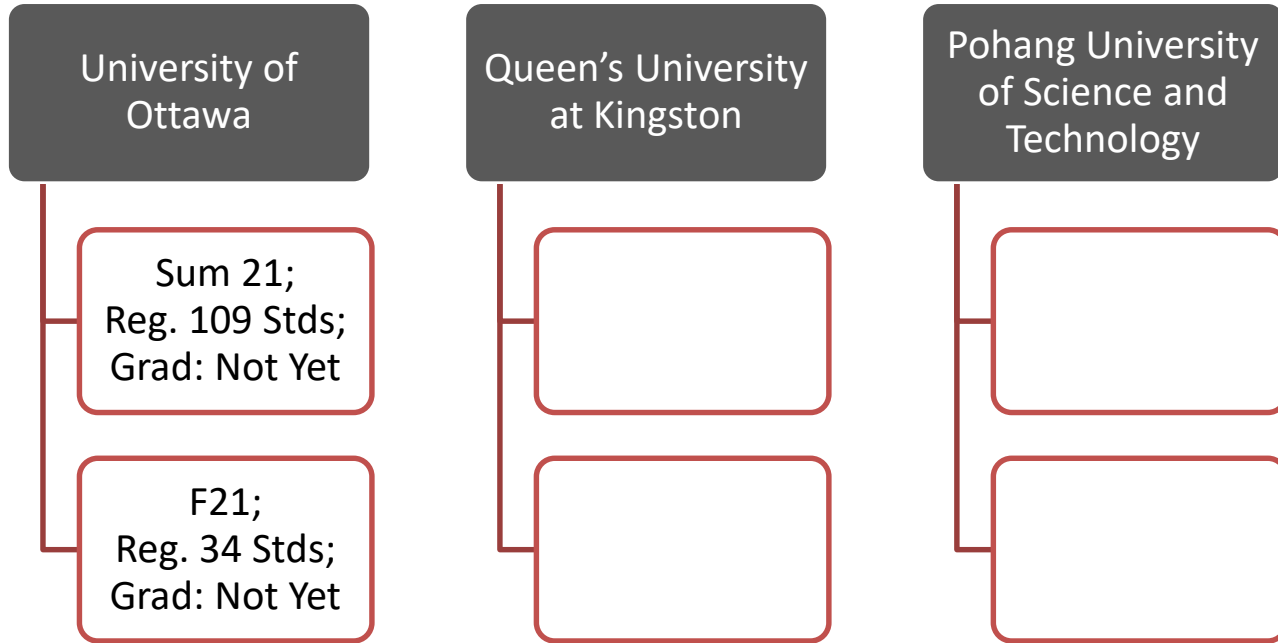 University of
Ottawa
Sum 21;
Reg. 109 Stds;
Grad: Not Yet
F21;
Reg. 34 Stds;
Grad: Not Yet
Queen’s University
at Kingston
Pohang University
of Science and
Technology